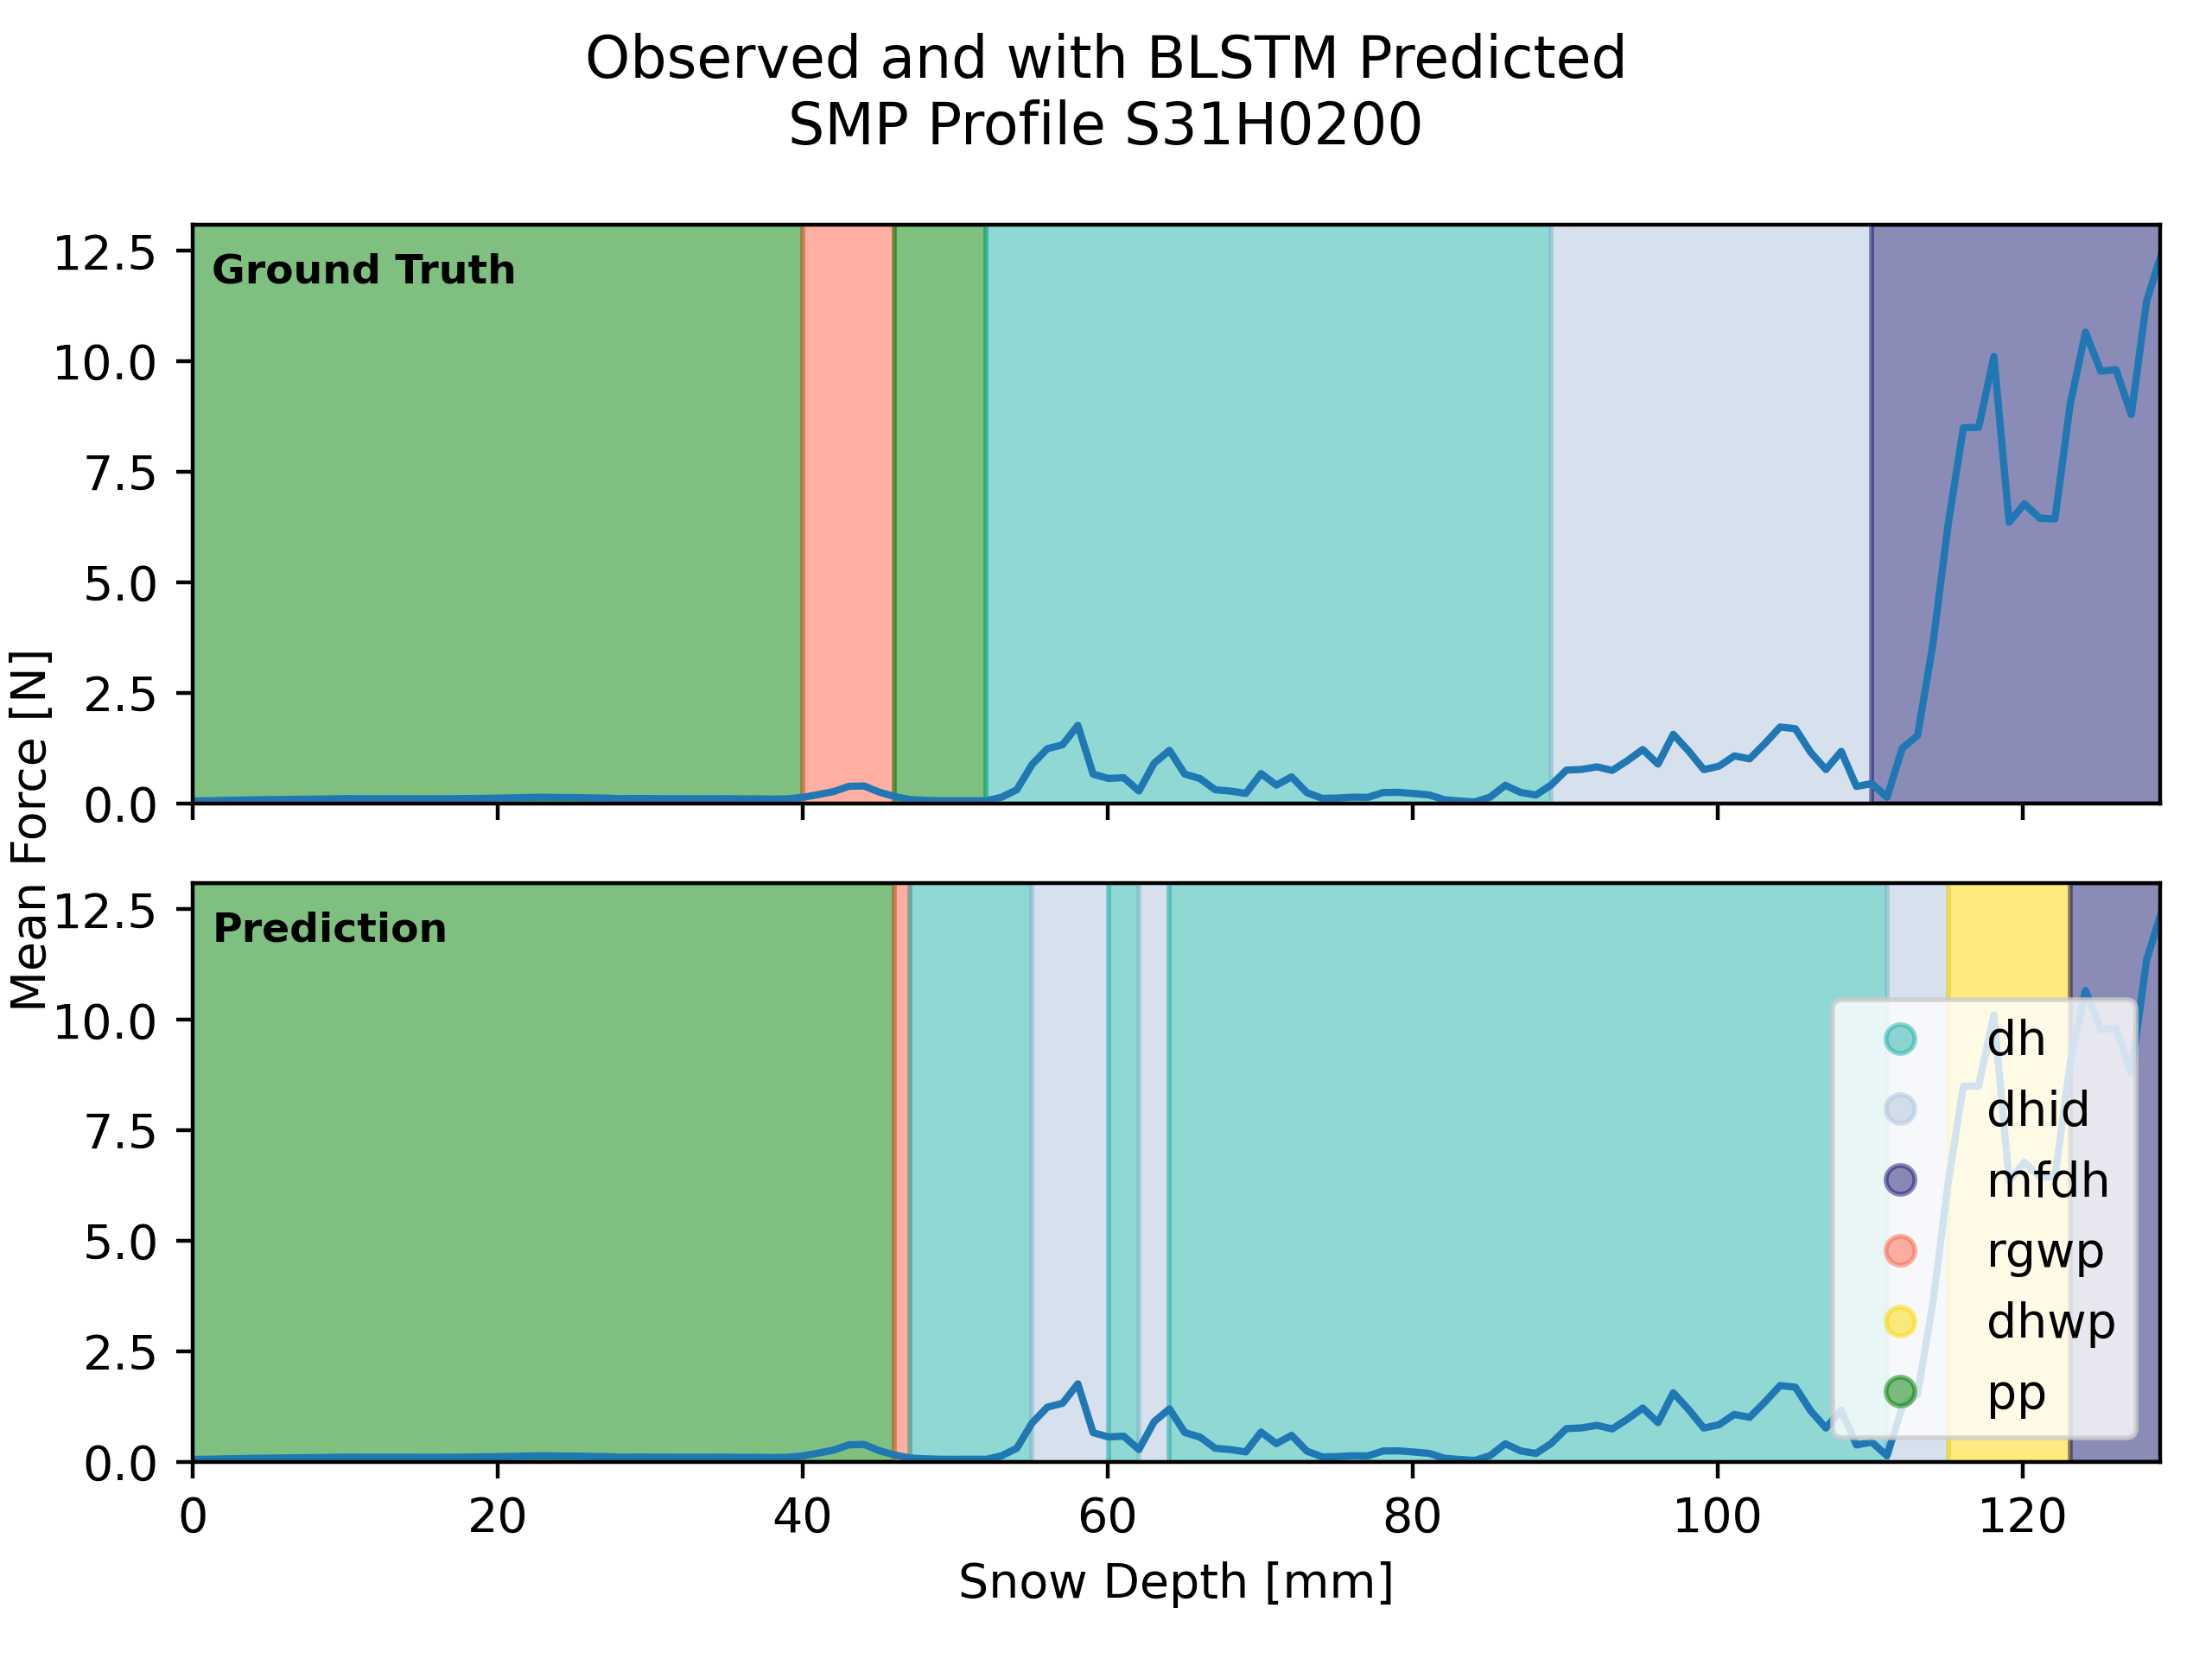 Observed and with BLSTM Predicted
SMP Profile S31H0200
Ground Truth
12.5
10.0
7.5
5.0
2.5
0.0
Mean Force [N]
Prediction
12.5
10.0
7.5
5.0
2.5
0.0
dh
dhid
mfdh
rgwp
dhwp
pp
0 20 40 60 80 100 120
Snow Depth [mm]